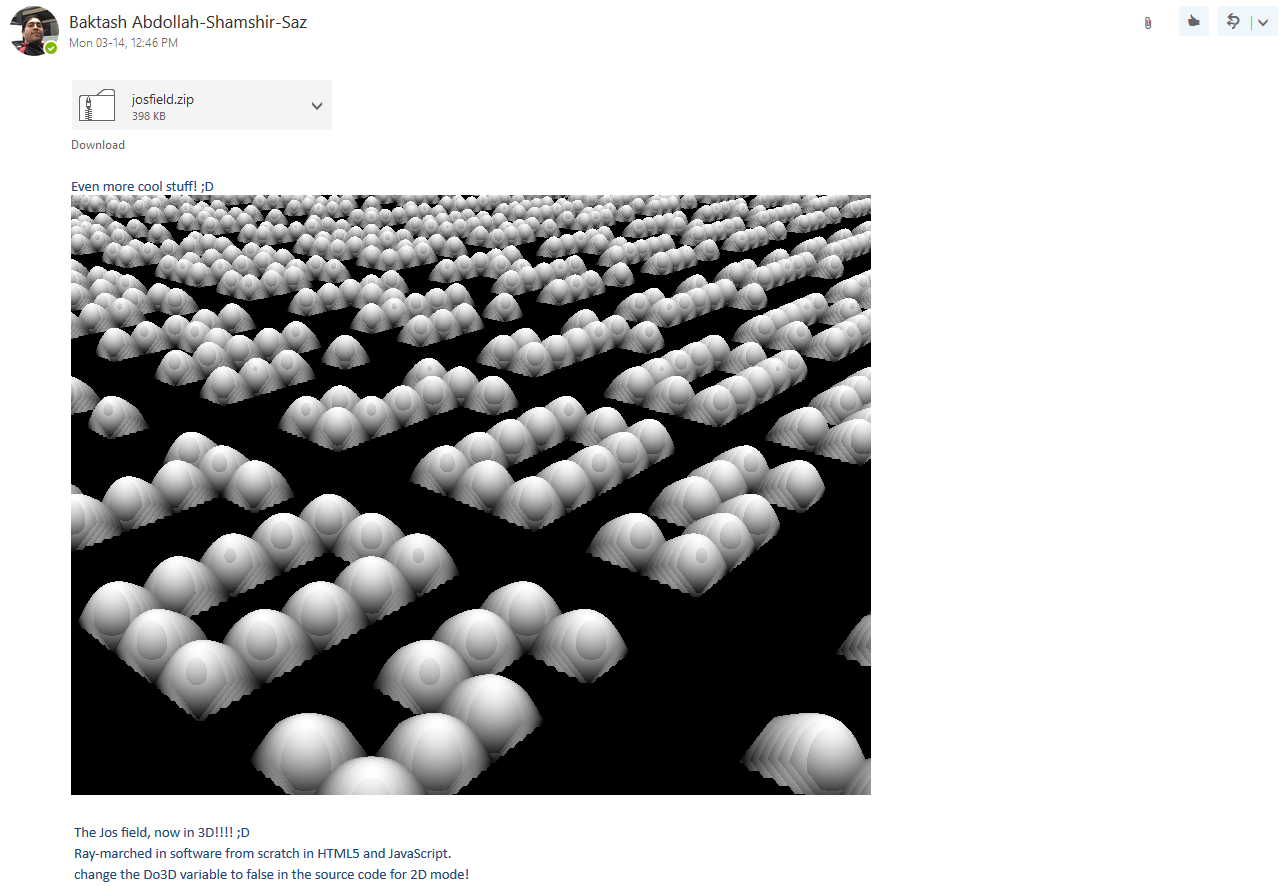 Baktash Abdollah-Shamshir-Saz
Mon 03-14, 12:46 PM
josfield.zip
398 KB
Download
Even more cool stuff! ;D
The Jos field, now in 3D!!!! ;D
Ray-marched in software from scratch in HTML5 and JavaScript.
change the Do3D variable to false in the source code for 2D mode!